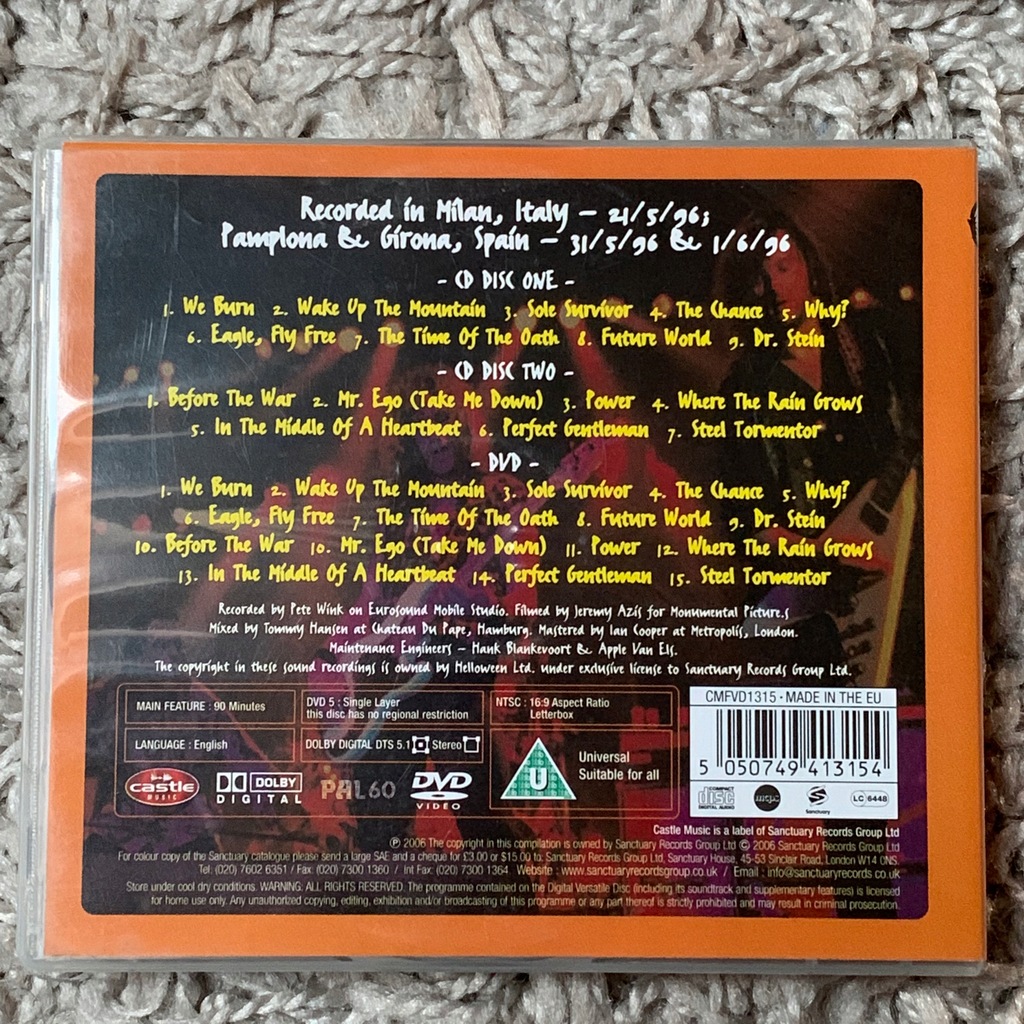 Recorded in Milan, Italy – 21/5/96;
Pamplona & Girona, Spain – 31/5/96 & 1/6/96
- CD DISC ONE -
1. We Burn 2. Wake Up The Mountain 3. Sole Survivor 4. The Chance 5. Why?
6. Eagle, Fly Free 7. The Time Of The Oath 8. Future World 9. Dr. Stein
- CD DISC TWO -
1. Before The War 2. Mr. Ego (Take Me Down) 3. Power 4. Where The Rain Grows
5. In The Middle Of A Heartbeat 6. Perfect Gentleman 7. Steel Tormentor
- DVD -
1. We Burn 2. Wake Up The Mountain 3. Sole Survivor 4. The Chance 5. Why?
6. Eagle, Fly Free 7. The Time Of The Oath 8. Future World 9. Dr. Stein
10. Before The War 10. Mr. Ego (Take Me Down) 11. Power 12. Where The Rain Grows
13. In The Middle Of A Heartbeat 14. Perfect Gentleman 15. Steel Tormentor
Recorded by Pete Wink on Eurosound Mobile Studio. Filmed by Jeremy Azis for Monumental Picture.s
Mixed by Tommy Hansen at Chateau Du Pape, Hamburg. Mastered by Ian Cooper at Metropolis, London.
Maintenance Engineers – Hank Blankevoort & Apple Van Els.
The copyright in these sound recordings is owned by Helloween Ltd. under exclusive license to Sanctuary Records Group Ltd.
MAIN FEATURE : 90 Minutes
DVD 5 : Single Layer
this disc has no regional restriction
NTSC : 16:9 Aspect Ratio
Letterbox
CMFVD1315 · MADE IN THE EU
LANGUAGE : English
DOLBY DIGITAL DTS 5.1 Stereo
U
Universal
Suitable for all
castle
MUSIC
DOLBY
DIGITAL
PAL 60
DVD
VIDEO
5 050749 413154
COMPACT
disc
DIGITAL AUDIO
mcps
Sanctuary
LC 6448
Castle Music is a label of Sanctuary Records Group Ltd
℗ 2006 The copyright in this compilation is owned by Sanctuary Records Group Ltd © 2006 Sanctuary Records Group Ltd
For colour copy of the Sanctuary catalogue please send a large SAE and a cheque for £3.00 or $15.00 to: Sanctuary Records Group Ltd, Sanctuary House, 45-53 Sinclair Road, London W14 0NS.
Tel: (020) 7602 6351 / Fax: (020) 7300 1360 / Int Fax: (020) 7300 1364 Website : www.sanctuaryrecordsgroup.co.uk / Email : info@sanctuaryrecords.co.uk
Store under cool dry conditions. WARNING: ALL RIGHTS RESERVED. The programme contained on the Digital Versatile Disc (including its soundtrack and supplementary features) is licensed
for home use only. Any unauthorized copying, editing, exhibition and/or broadcasting of this programme or any part thereof is strictly prohibited and may result in criminal prosecution.